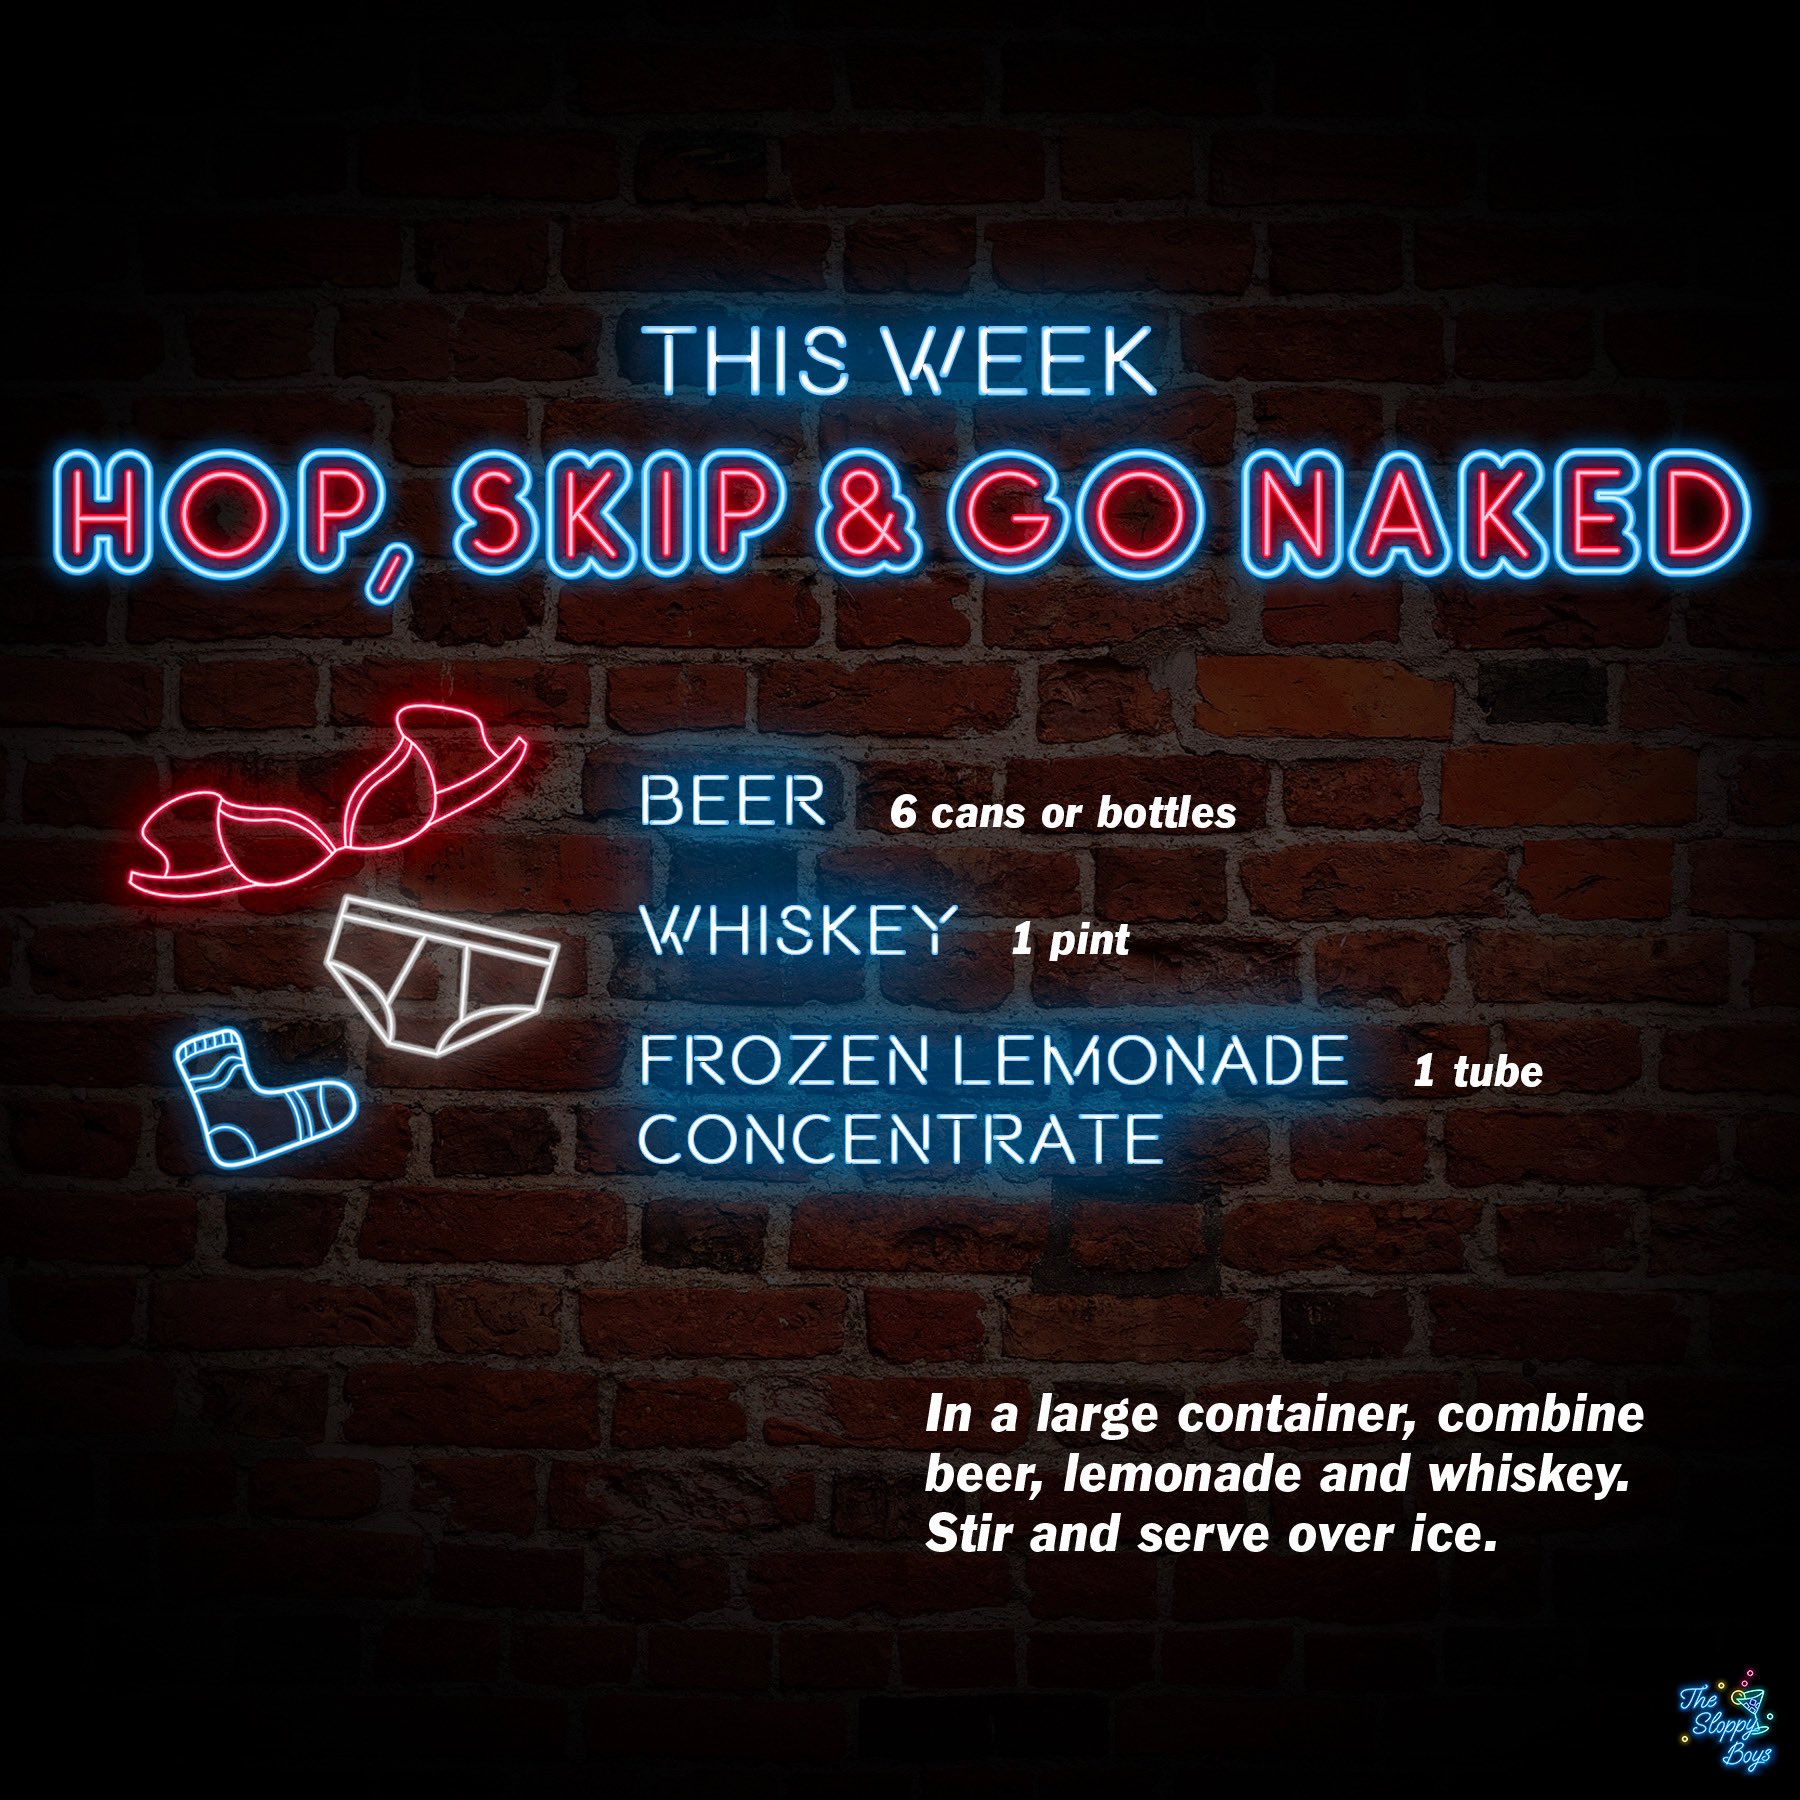 THIS WEEK
HOP, SKIP & GO NAKED
BEER 6 cans or bottles
WHISKEY 1 pint
FROZEN LEMONADE 1 tube
CONCENTRATE
In a large container, combine
beer, lemonade and whiskey.
Stir and serve over ice.
The
Sloppy
Boys